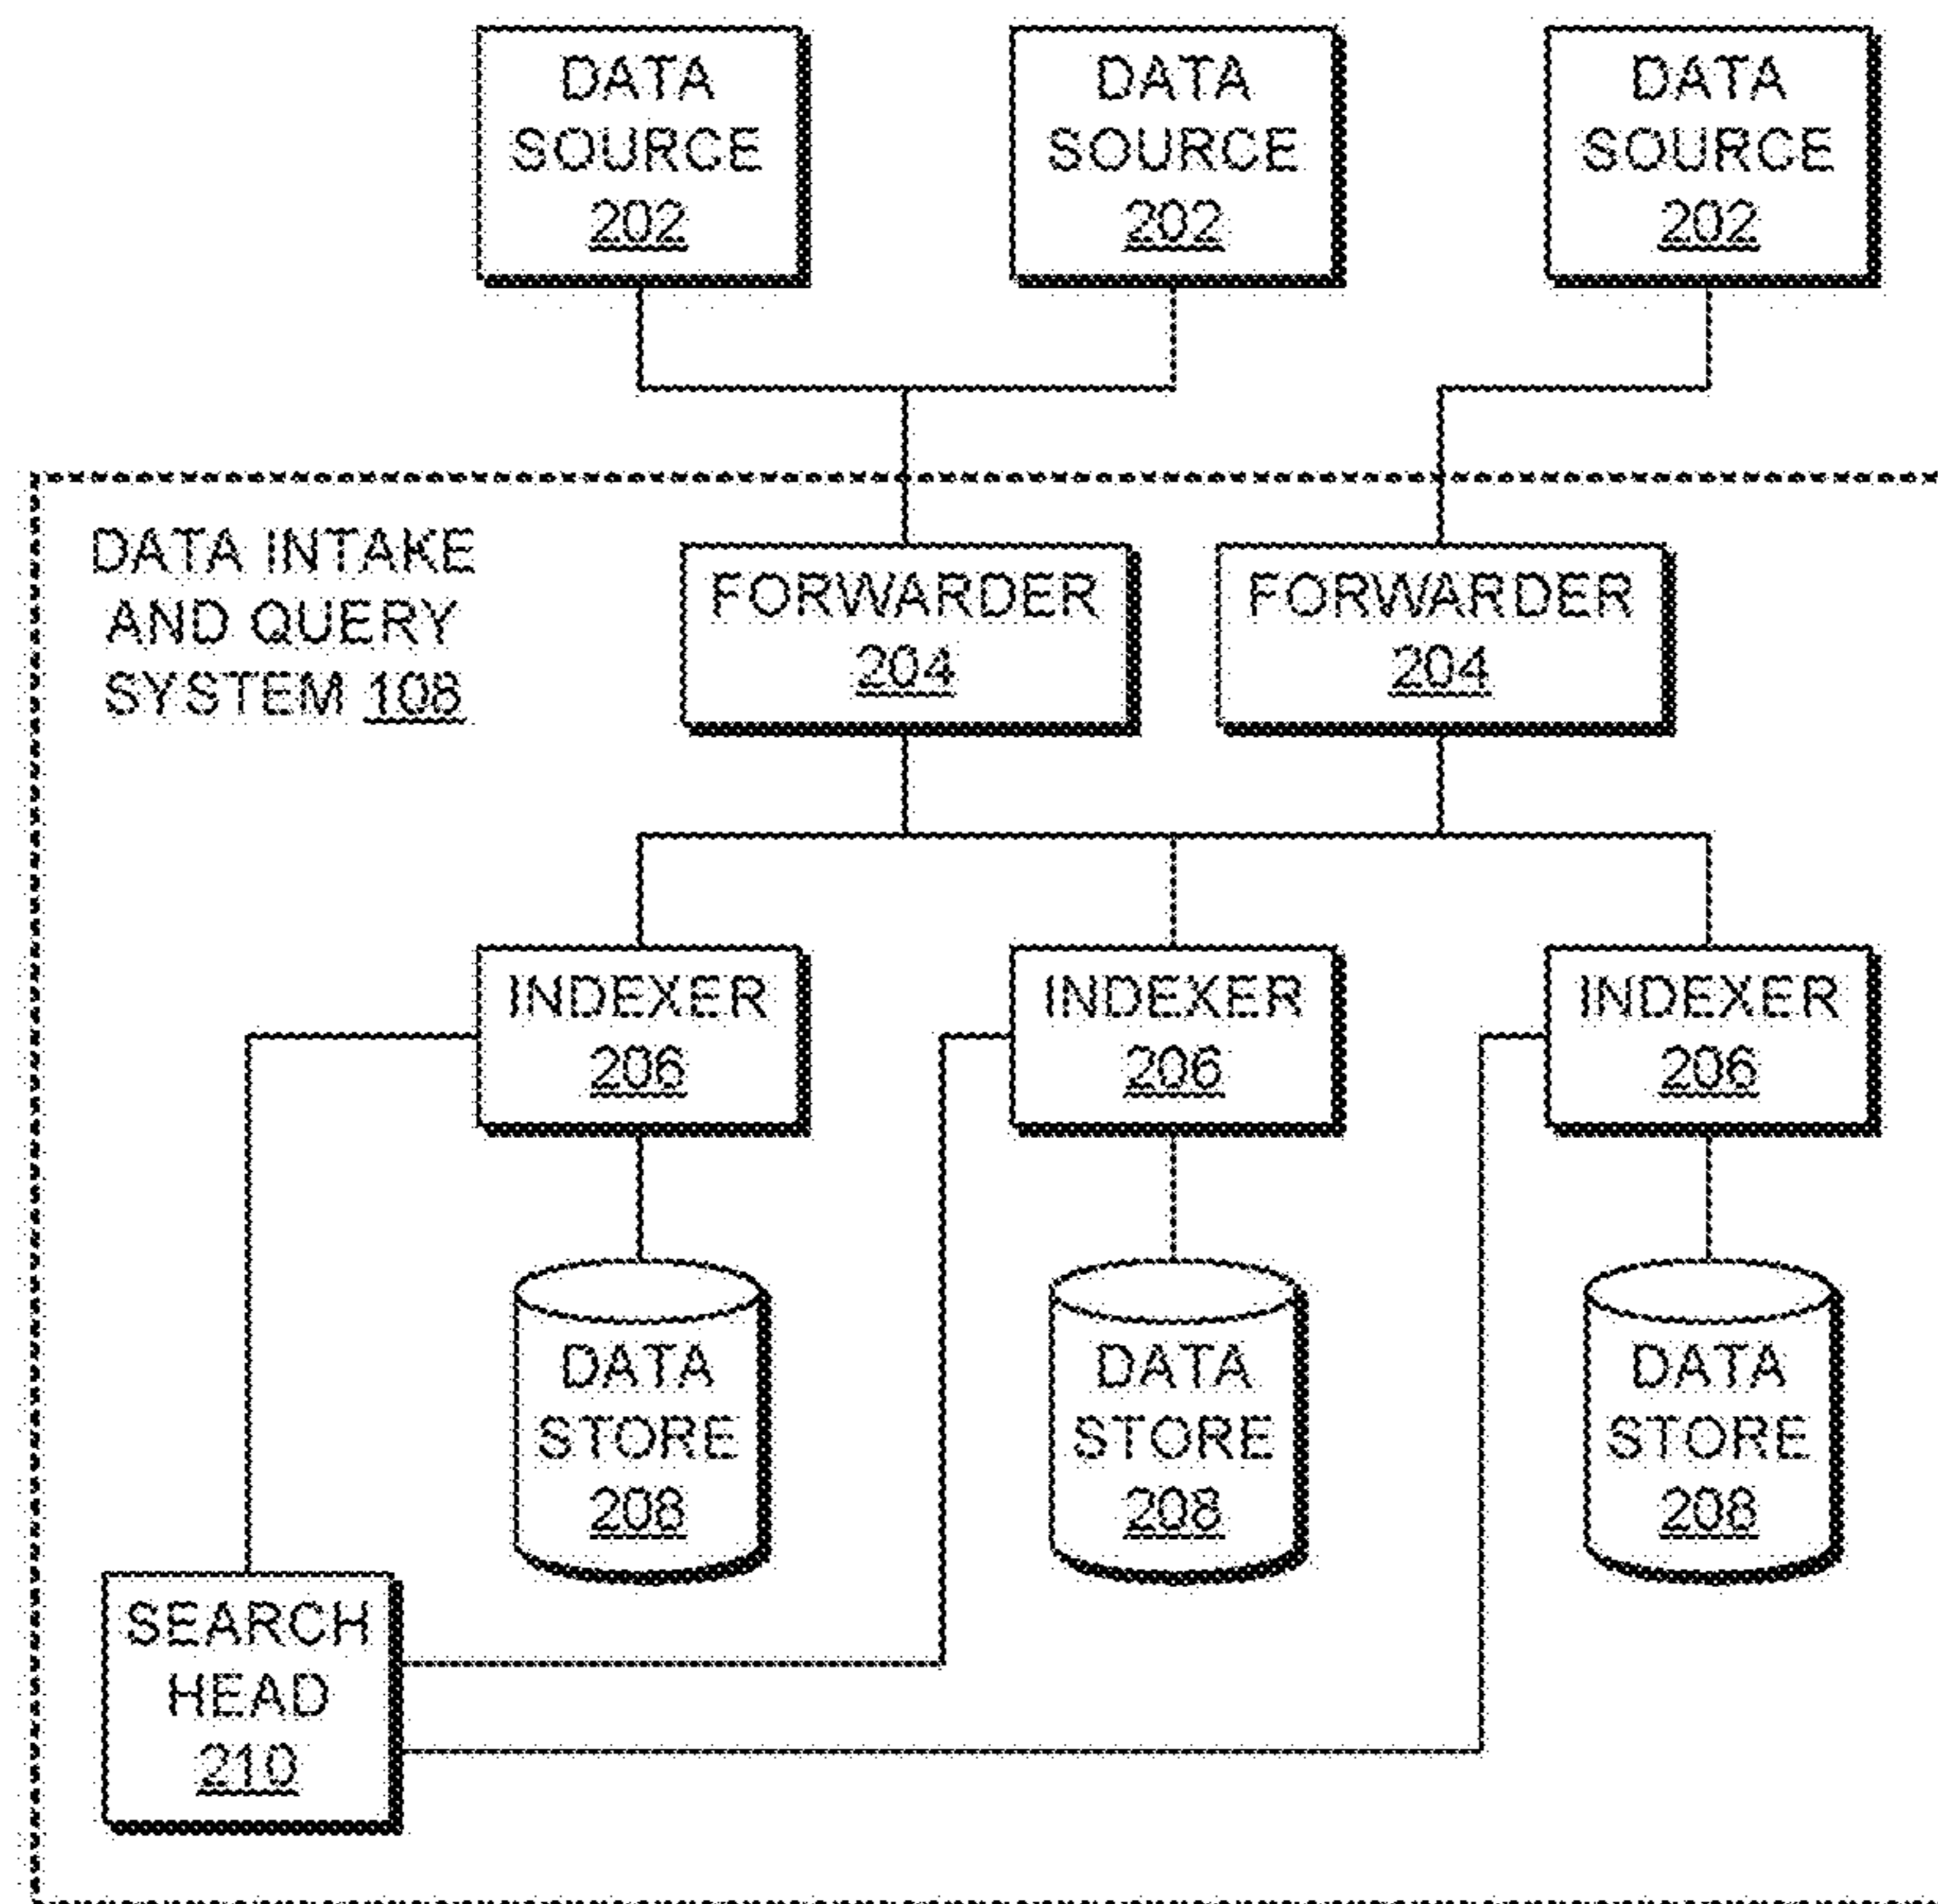 DATA
SOURCE
202
DATA
SOURCE
202
DATA
SOURCE
202
DATA INTAKE
AND QUERY
SYSTEM 108
FORWARDER
204
FORWARDER
204
INDEXER
206
INDEXER
206
INDEXER
206
DATA
STORE
208
DATA
STORE
208
DATA
STORE
208
SEARCH
HEAD
210